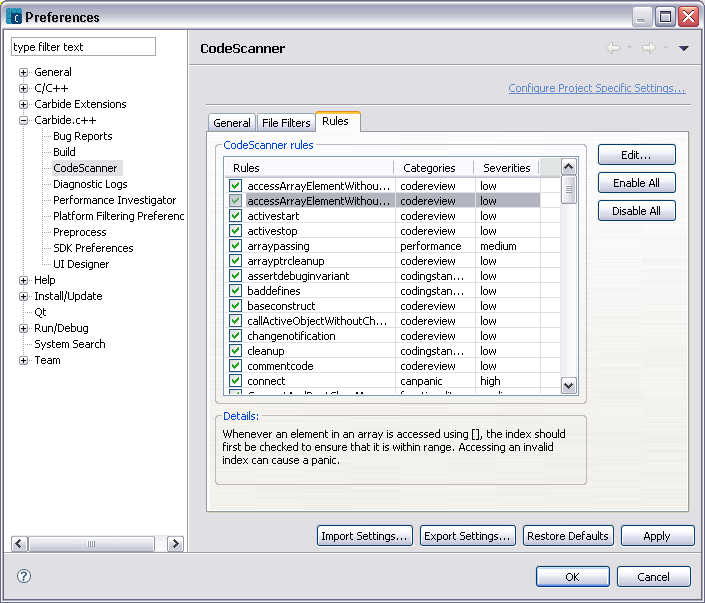 Preferences
type filter text
General
C/C++
Carbide Extensions
Carbide.c++
Bug Reports
Build
CodeScanner
Diagnostic Logs
Performance Investigator
Platform Filtering Preferenc
Preprocess
SDK Preferences
UI Designer
Help
Install/Update
Qt
Run/Debug
System Search
Team
CodeScanner
Configure Project Specific Settings...
General File Filters Rules
CodeScanner rules
Rules Categories Severities
accessArrayElementWithou... codereview low
accessArrayElementWithou... codereview low
activestart codereview low
activestop codereview low
arraypassing performance medium
arrayptrcleanup codereview low
assertdebuginvariant codingstan... low
baddefines codingstan... low
baseconstruct codereview low
callActiveObjectWithoutCh... codereview low
changenotification codereview low
cleanup codingstan... low
commentcode codereview low
connect canpanic high
Edit...
Enable All
Disable All
Details:
Whenever an element in an array is accessed using [], the index should
first be checked to ensure that it is within range. Accessing an invalid
index can cause a panic.
Import Settings... Export Settings... Restore Defaults Apply
OK Cancel